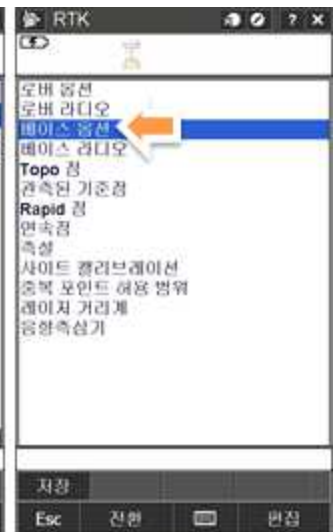 RTK ? X
로버 옵션
로버 라디오
베이스 옵션
베이스 라디오
Topo 점
관측된 기준점
Rapid 점
연속점
측설
사이트 캘리브레이션
중복 포인트 허용 범위
레이저 거리계
음향측심기
저장
Esc 전환 편집